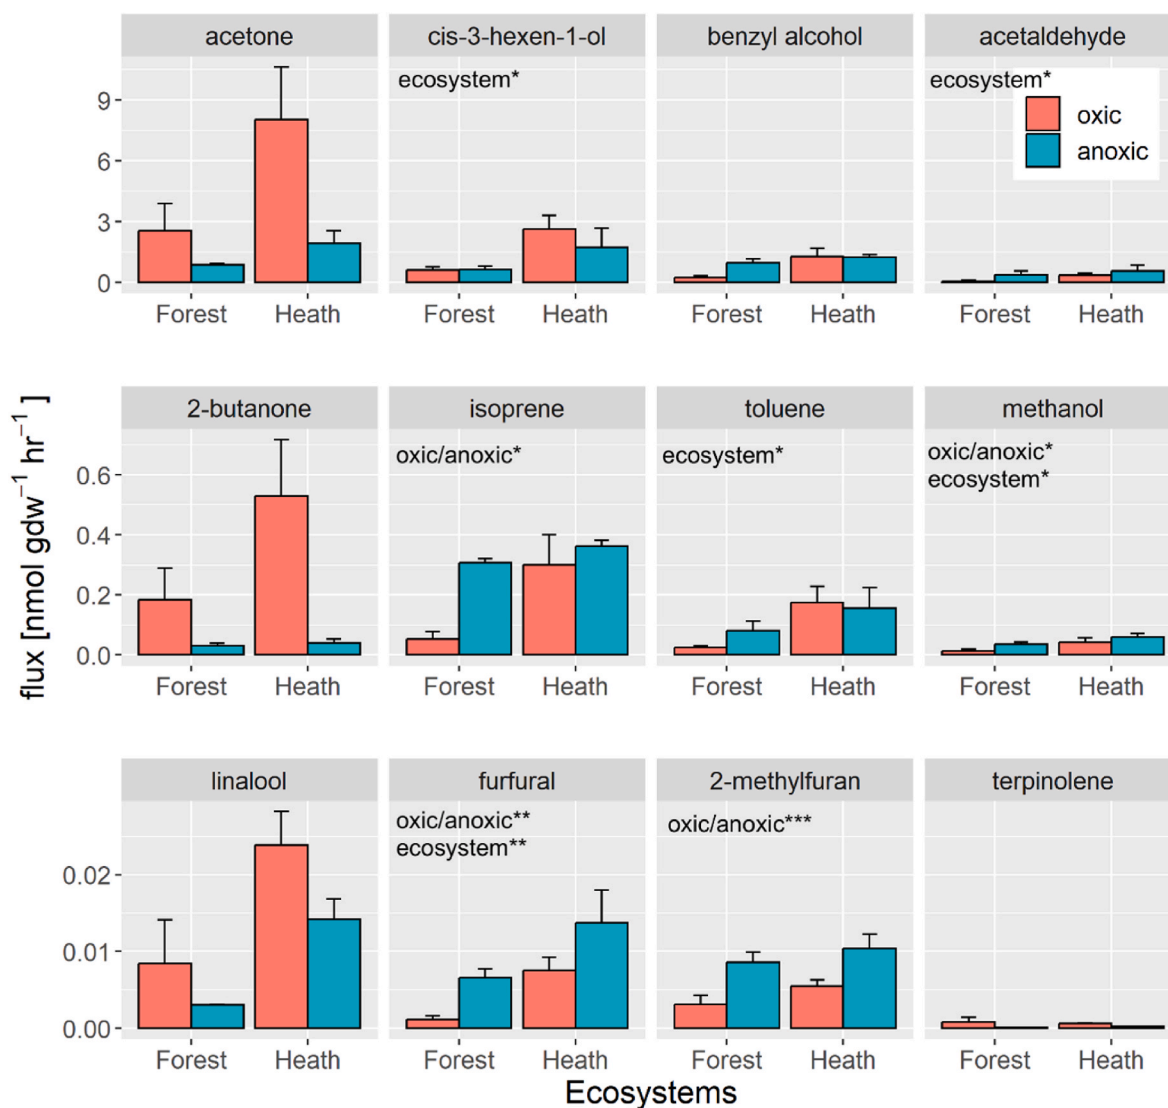 acetone cis-3-hexen-1-ol benzyl alcohol acetaldehyde
ecosystem* ecosystem*
oxic
anoxic
9
6
3
0
Forest Heath Forest Heath Forest Heath Forest Heath
2-butanone isoprene toluene methanol
oxic/anoxic* ecosystem* oxic/anoxic*
ecosystem*
0.6
0.4
0.2
0.0
Forest Heath Forest Heath Forest Heath Forest Heath
flux [nmol gdw⁻¹ hr⁻¹ ]
linalool furfural 2-methylfuran terpinolene
oxic/anoxic** oxic/anoxic***
ecosystem**
0.02
0.01
0.00
Forest Heath Forest Heath Forest Heath Forest Heath
Ecosystems